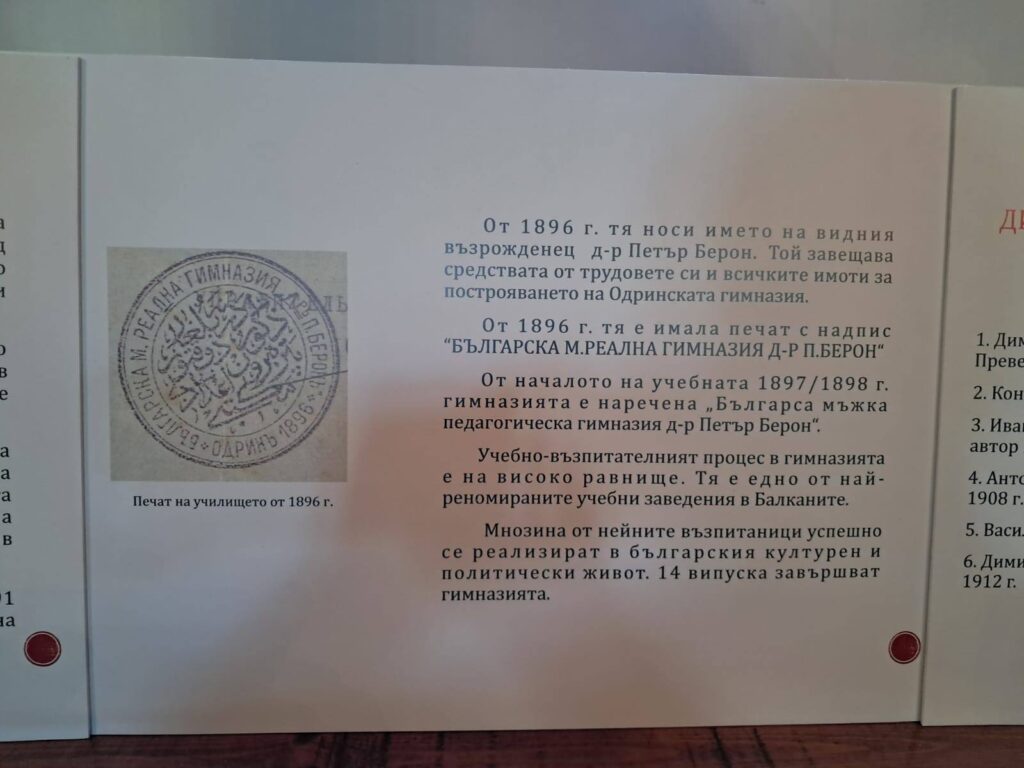 БЪЛГАРСКА М. РЕАЛНА ГИМНАЗИЯ Д-РЪ П. БЕРОНЪ
ОДРИНЪ 1896
Печат на училището от 1896 г.
От 1896 г. тя носи името на видния
възрожденец д-р Петър Берон. Той завещава
средствата от трудовете си и всичките имоти за
построяването на Одринската гимназия.
От 1896 г. тя е имала печат с надпис
“БЪЛГАРСКА М.РЕАЛНА ГИМНАЗИЯ Д-Р П.БЕРОН“
От началото на учебната 1897/1898 г.
гимназията е наречена „Българса мъжка
педагогическа гимназия д-р Петър Берон“.
Учебно-възпитателният процес в гимназията
е на високо равнище. Тя е едно от най-
реномираните учебни заведения в Балканите.
Мнозина от нейните възпитаници успешно
се реализират в българския културен и
политически живот. 14 випуска завършват
гимназията.
1. Дим
Преве
2. Кон
3. Ива
автор
4. Анто
1908 г.
5. Васи
6. Дими
1912 г.